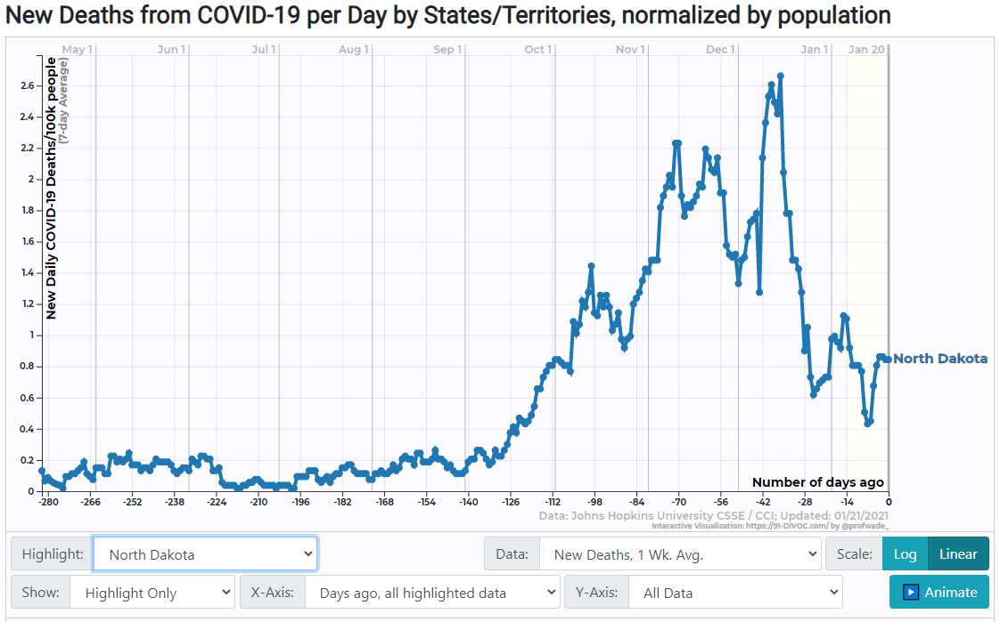 New Deaths from COVID-19 per Day by States/Territories, normalized by population
May 1 Jun 1 Jul 1 Aug 1 Sep 1 Oct 1 Nov 1 Dec 1 Jan 1 Jan 20
New Daily COVID-19 Deaths/100k people
(7-day Average)
2.6
2.4
2.2
2
1.8
1.6
1.4
1.2
1
0.8
0.6
0.4
0.2
0
North Dakota
Number of days ago
-280 -266 -252 -238 -224 -210 -196 -182 -168 -154 -140 -126 -112 -98 -84 -70 -56 -42 -28 -14 0
Data: Johns Hopkins University CSSE / CCI; Updated: 01/21/2021
Interactive Visualization: https://91-DIVOC.com/ by @profwade_
Highlight: North Dakota Data: New Deaths, 1 Wk. Avg. Scale: Log Linear
Show: Highlight Only X-Axis: Days ago, all highlighted data Y-Axis: All Data Animate